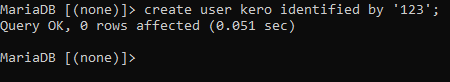 MariaDB [(none)]> create user kero identified by '123';
Query OK, 0 rows affected (0.051 sec)
MariaDB [(none)]>